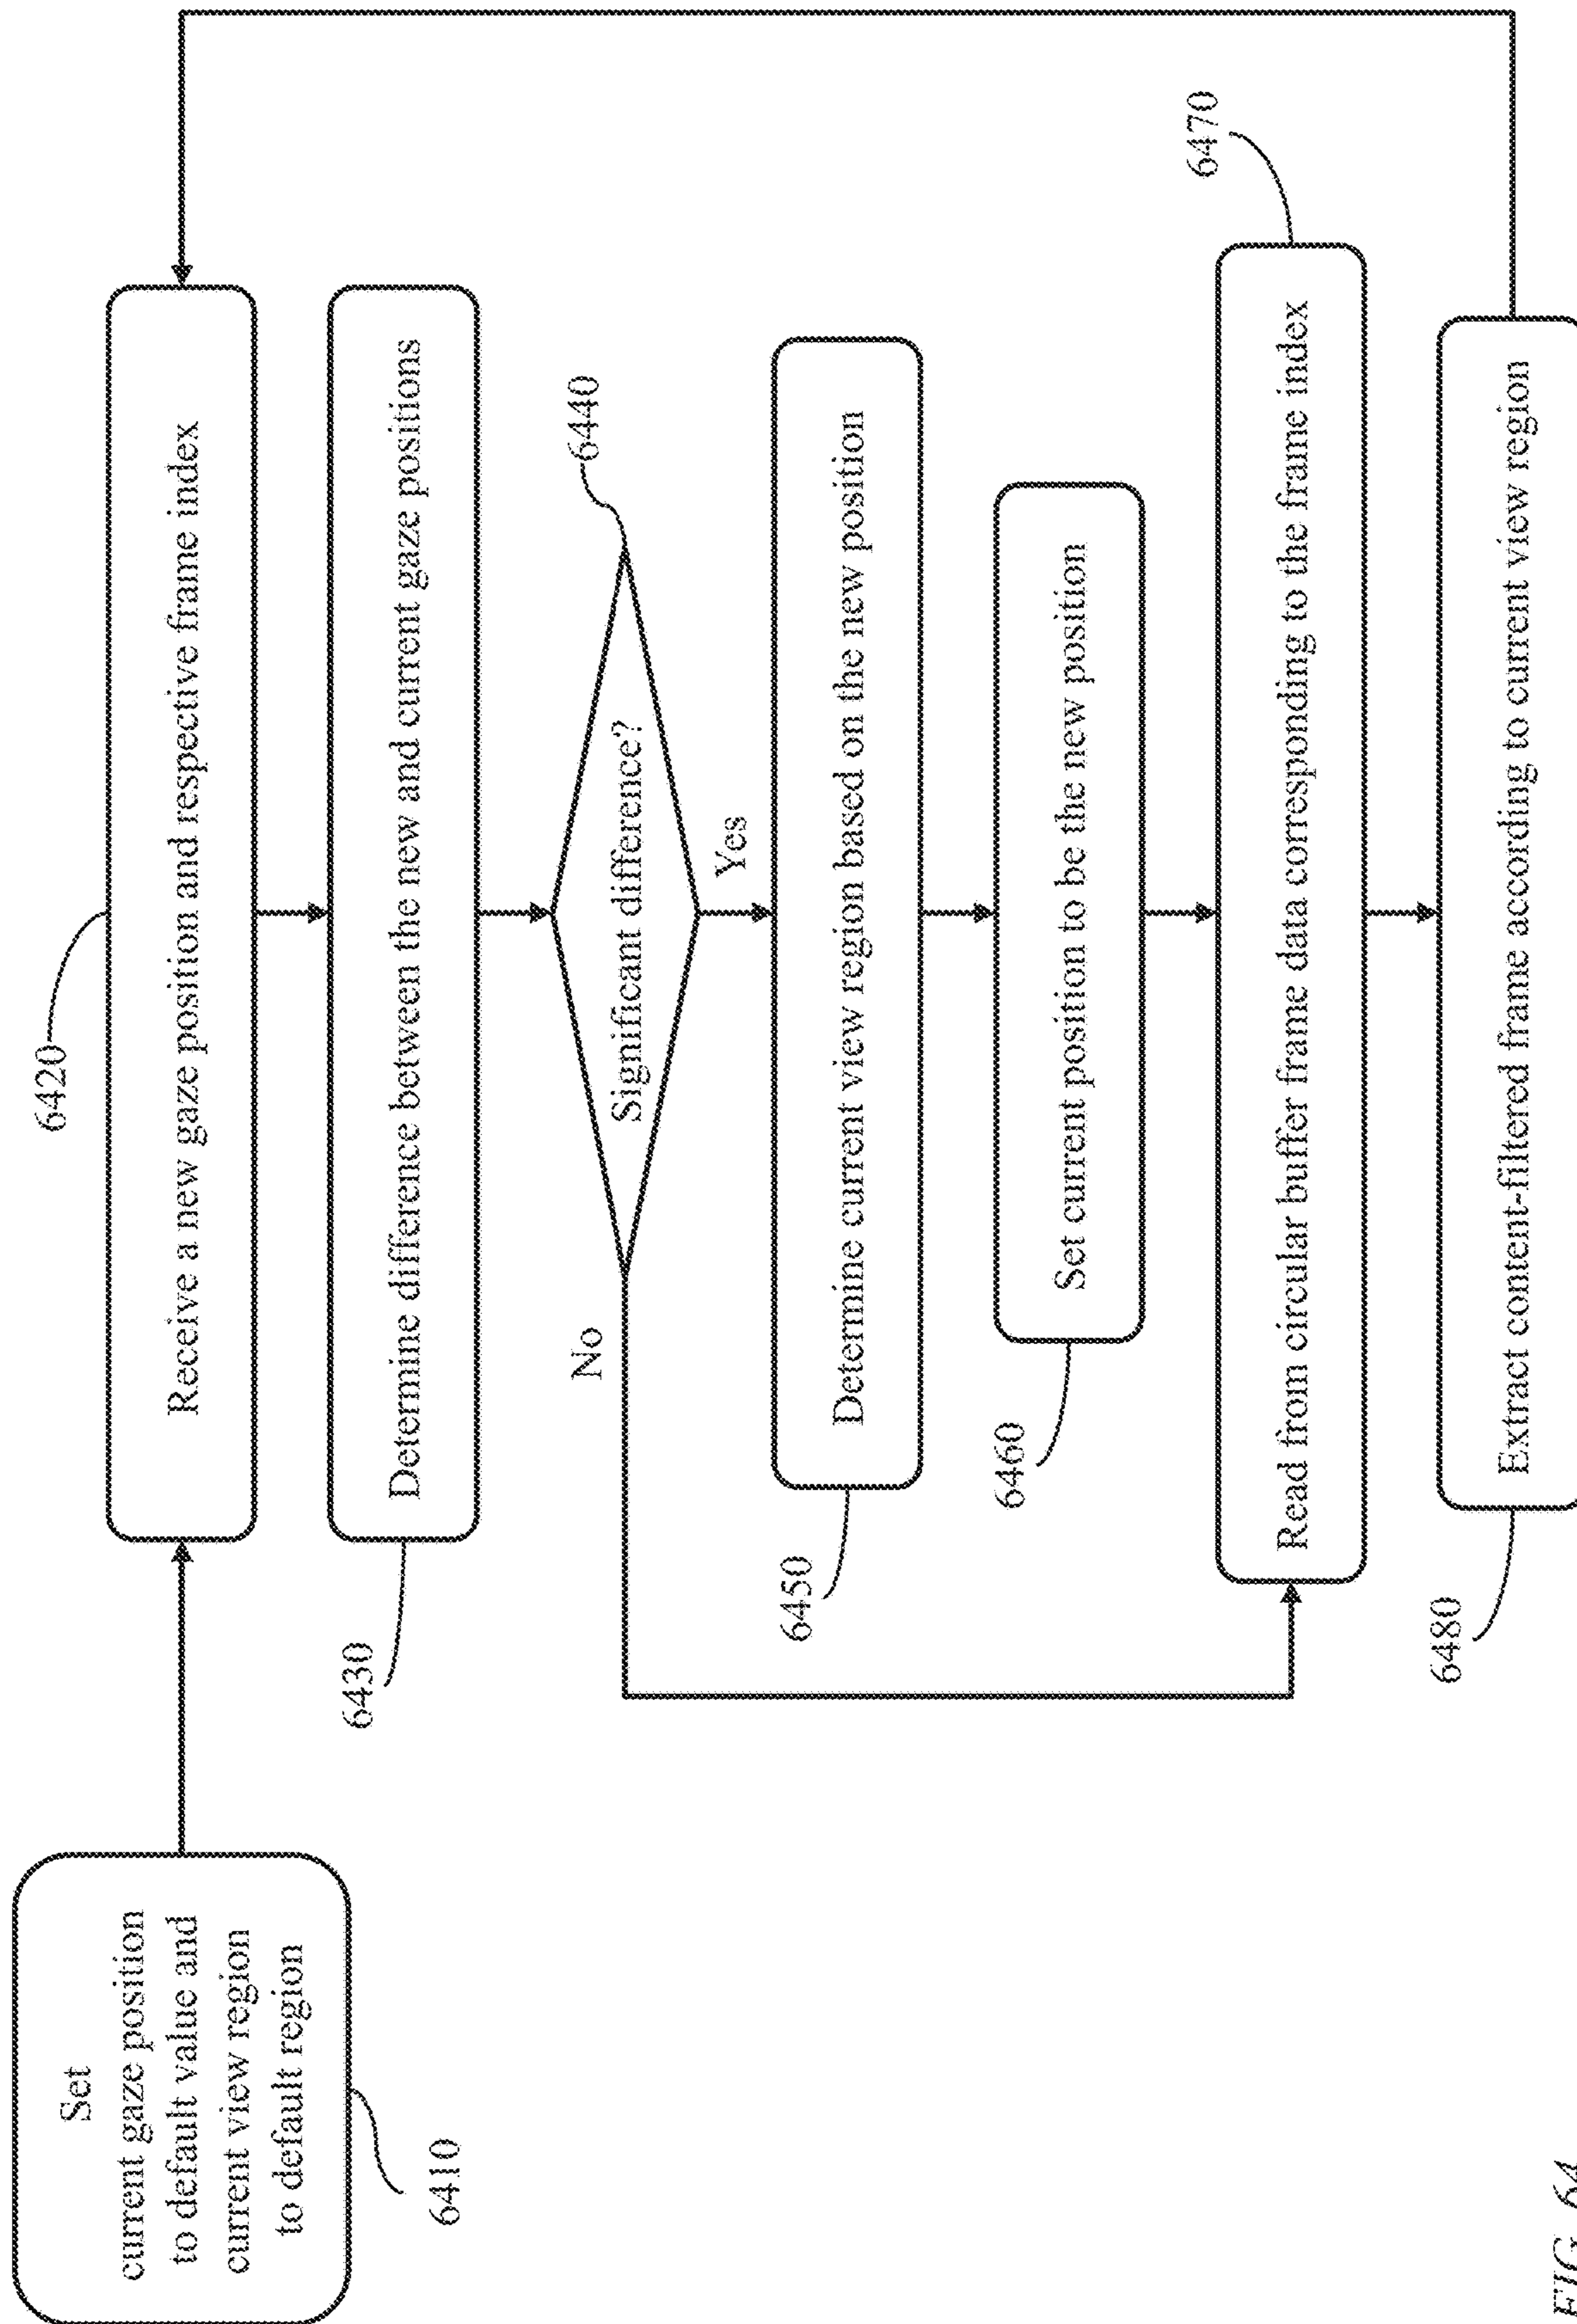 Set
current gaze position
to default value and
current view region
to default region
6410
6420
Receive a new gaze position and respective frame index
6430
Determine difference between the new and current gaze positions
6440
Significant difference?
No
Yes
6450
Determine current view region based on the new position
6460
Set current position to be the new position
6470
Read from circular buffer frame data corresponding to the frame index
6480
Extract content-filtered frame according to current view region
FIG. 64